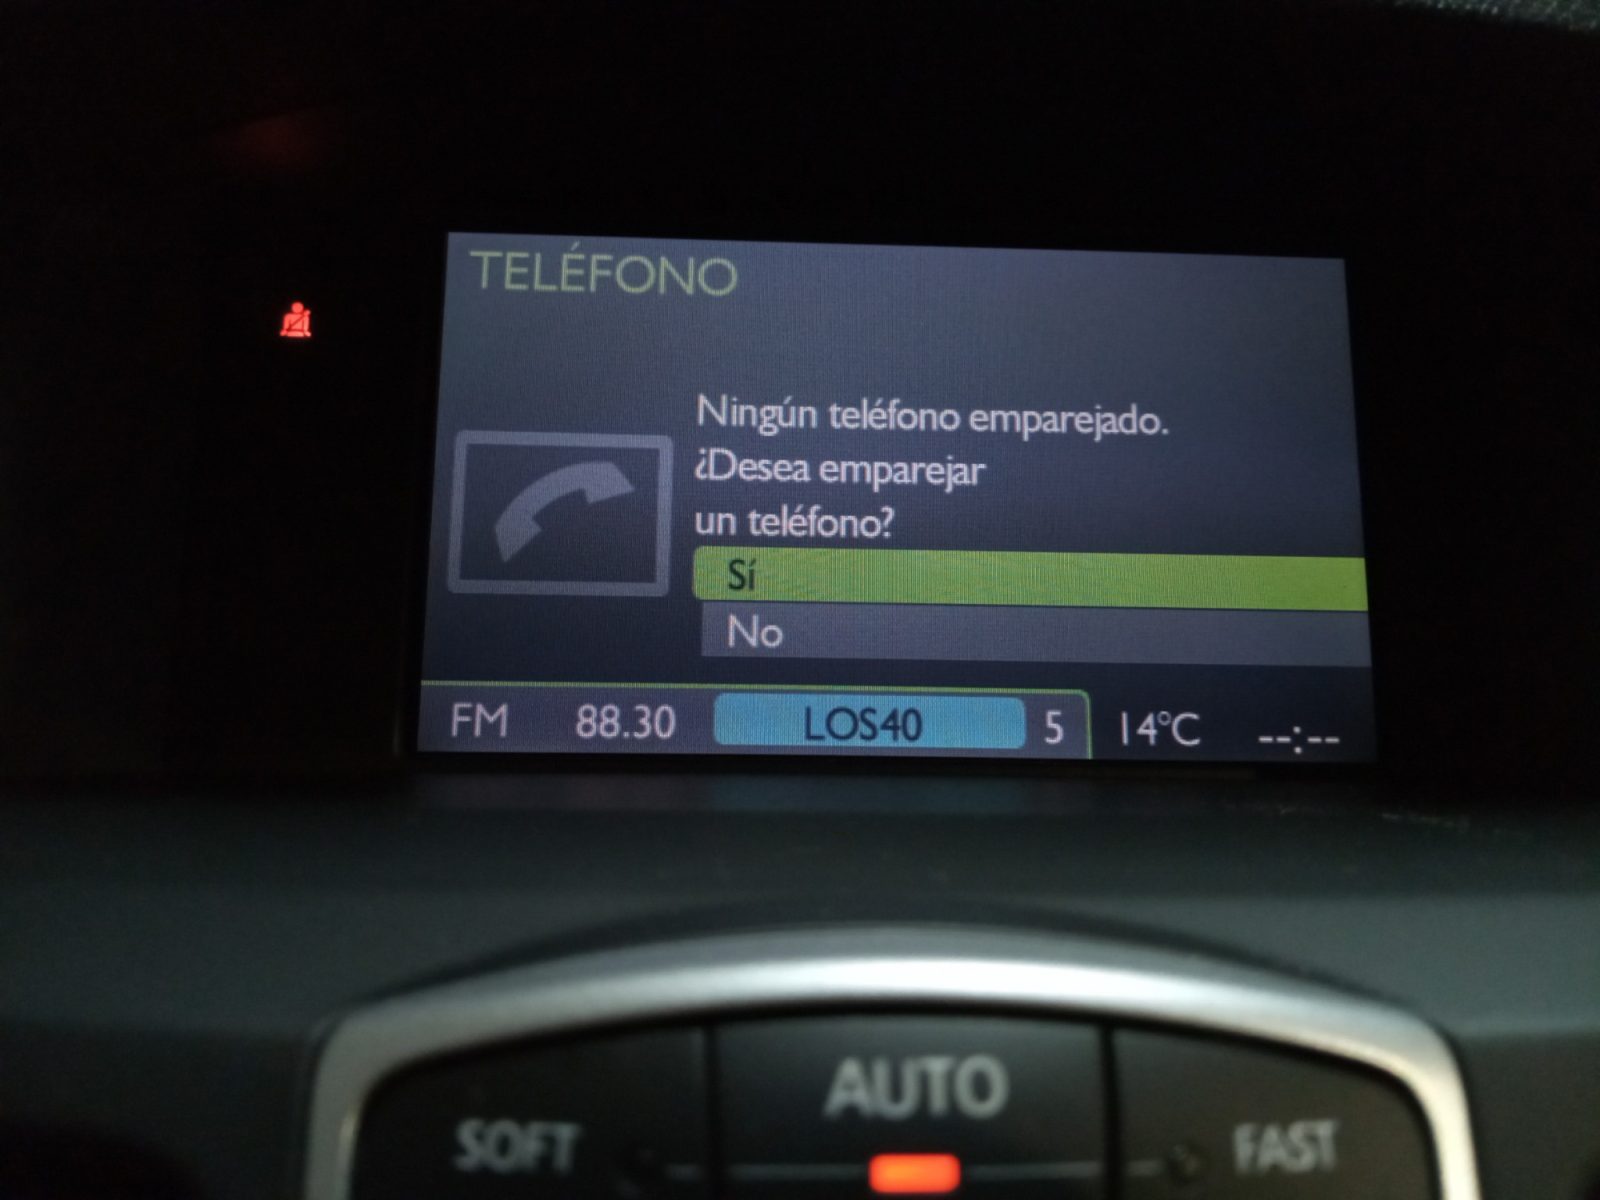 TELÉFONO
Ningún teléfono emparejado.
¿Desea emparejar
un teléfono?
Sí
No
FM 88.30 LOS40 5 14°C --:--
AUTO
SOFT FAST